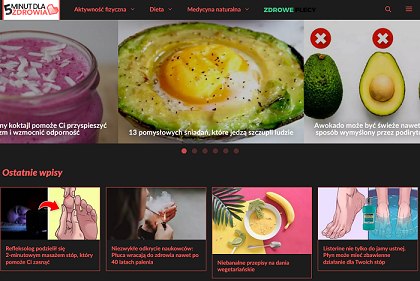 5 MINUT DLA
ZDROWIA
Aktywność fizyczna
Dieta
Medycyna naturalna
ZDROWE PLECY
ny koktajl pomoże Ci przyspieszyć
zm i wzmocnić odporność
13 pomysłowych śniadań, które jedzą szczupli ludzie
Awokado może być świeże nawet
sposób wymyślony przez
Ostatnie wpisy
Refleksolog podzielił się
2-minutowym masażem stóp, który
pomoże Ci zasnąć
Niezwykłe odkrycie naukowców:
Płuca wracają do zdrowia nawet po
40 latach palenia
Niebanalne przepisy na dania
wegetariańskie
Listerine nie tylko do jamy ustnej.
Płyn może mieć zbawienne
działanie dla Twoich stóp